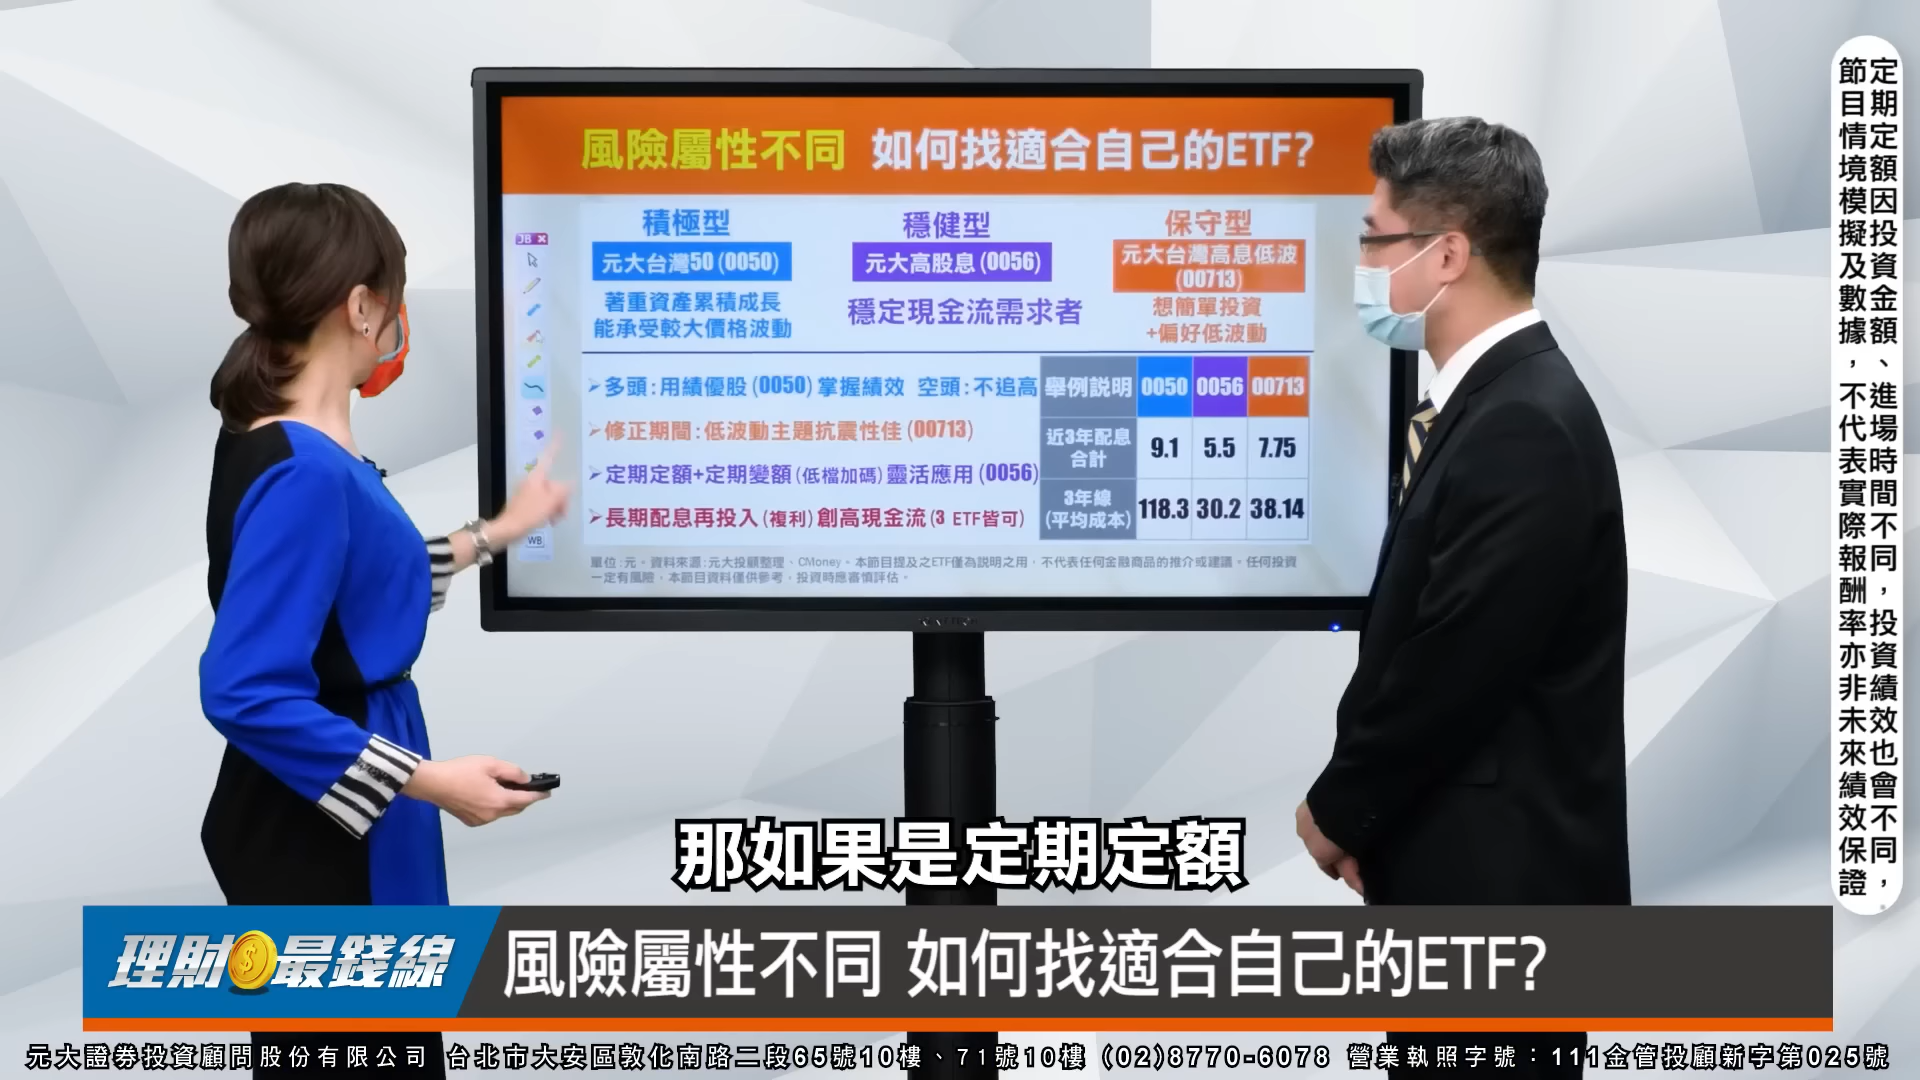 風險屬性不同 如何找適合自己的ETF?
積極型
元大台灣50(0050)
著重資產累積成長
能承受較大價格波動
穩健型
元大高股息(0056)
穩定現金流需求者
保守型
元大台灣高息低波
(00713)
想簡單投資
+偏好低波動
JB
➢多頭:用績優股(0050)掌握績效 空頭:不追高
➢修正期間:低波動主題抗震性佳(00713)
➢定期定額+定期變額(低檔加碼)靈活應用(0056)
➢長期配息再投入(複利)創高現金流(3 ETF皆可)
舉例説明 0050 0056 00713
近3年配息
合計 9.1 5.5 7.75
3年線
(平均成本) 118.3 30.2 38.14
WB
單位:元。資料來源:元大投顧整理、CMoney。本節目提及之ETF僅為說明之用,不代表任何金融商品的推介或建議。任何投資
一定有風險,本節目資料僅供參考,投資時應審慎評估。
定期定額因投資金額、進場時間不同,投資績效也會不同,
節目情境模擬及數據,不代表實際報酬率亦非未來績效保證。
那如果是定期定額
理財最錢線
風險屬性不同 如何找適合自己的ETF?
元大證券投資顧問股份有限公司 台北市大安區敦化南路二段65號10樓、71號10樓 (02)8770-6078 營業執照字號:111金管投顧新字第025號